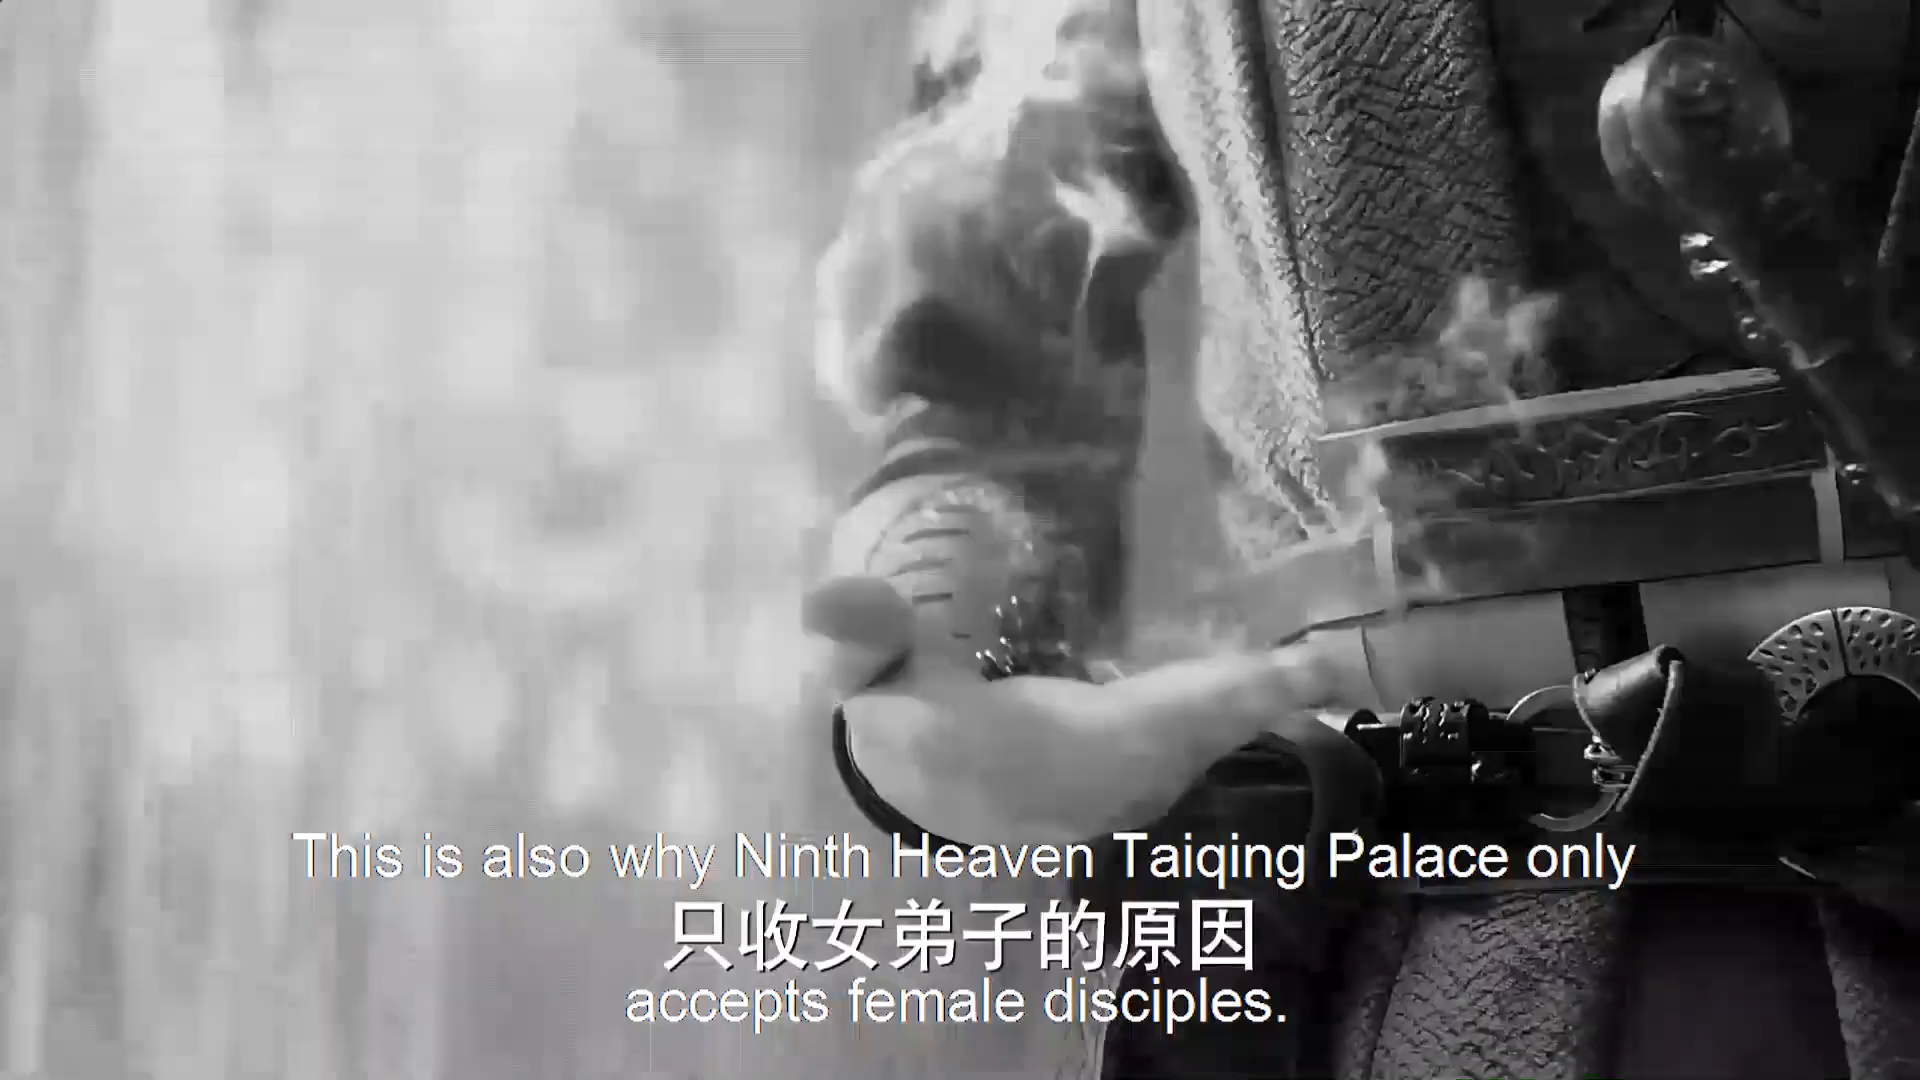 This is also why Ninth Heaven Taiqing Palace only
只收女弟子的原因
accepts female disciples.